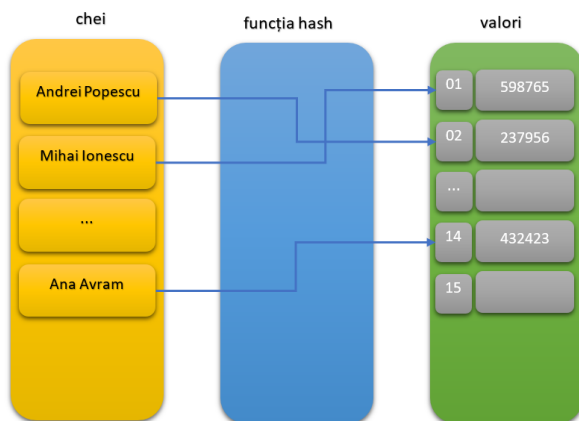 chei
funcția hash
valori
Andrei Popescu
Mihai Ionescu
...
Ana Avram
01 598765
02 237956
...
14 432423
15